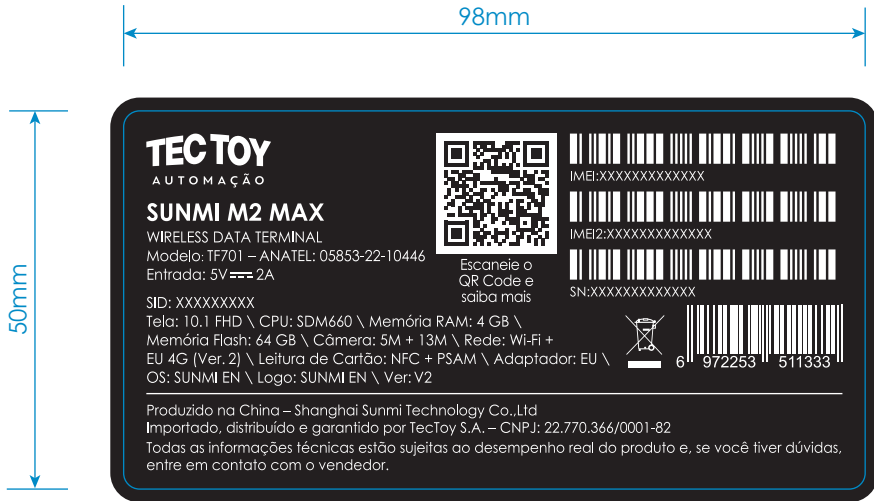 98mm
50mm
TEC TOY
AUTOMAÇÃO
SUNMI M2 MAX
WIRELESS DATA TERMINAL
Modelo: TF701 – ANATEL: 05853-22-10446
Entrada: 5V⎓2A
SID: XXXXXXXXX
Tela: 10.1 FHD \ CPU: SDM660 \ Memória RAM: 4 GB \
Memória Flash: 64 GB \ Câmera: 5M + 13M \ Rede: Wi-Fi +
EU 4G (Ver. 2) \ Leitura de Cartão: NFC + PSAM \ Adaptador: EU \
OS: SUNMI EN \ Logo: SUNMI EN \ Ver: V2
Escaneie o
QR Code e
saiba mais
IMEI:XXXXXXXXXXXXX
IMEI2:XXXXXXXXXXXXX
SN:XXXXXXXXXXXXX
6 972253 511333
Produzido na China – Shanghai Sunmi Technology Co.,Ltd
Importado, distribuído e garantido por TecToy S.A. – CNPJ: 22.770.366/0001-82
Todas as informações técnicas estão sujeitas ao desempenho real do produto e, se você tiver dúvidas,
entre em contato com o vendedor.